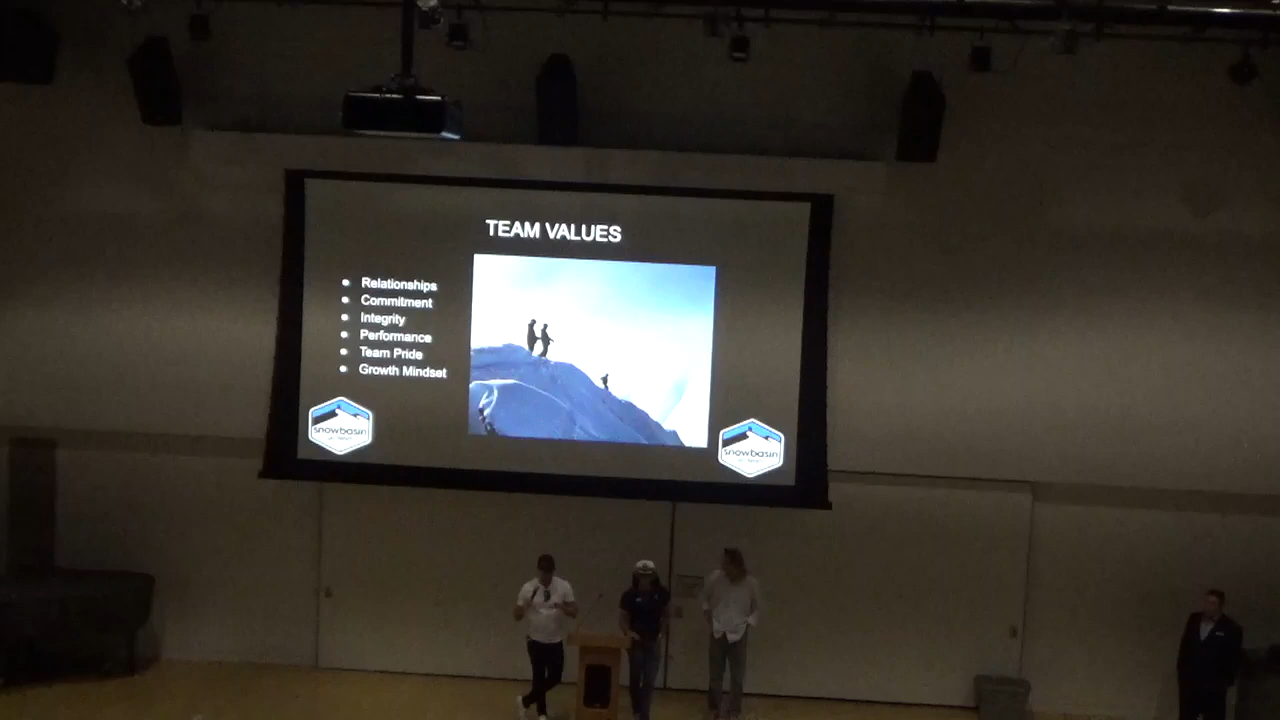 TEAM VALUES
Relationships
Commitment
Integrity
Performance
Team Pride
Growth Mindset
snowbasin
snowbasin